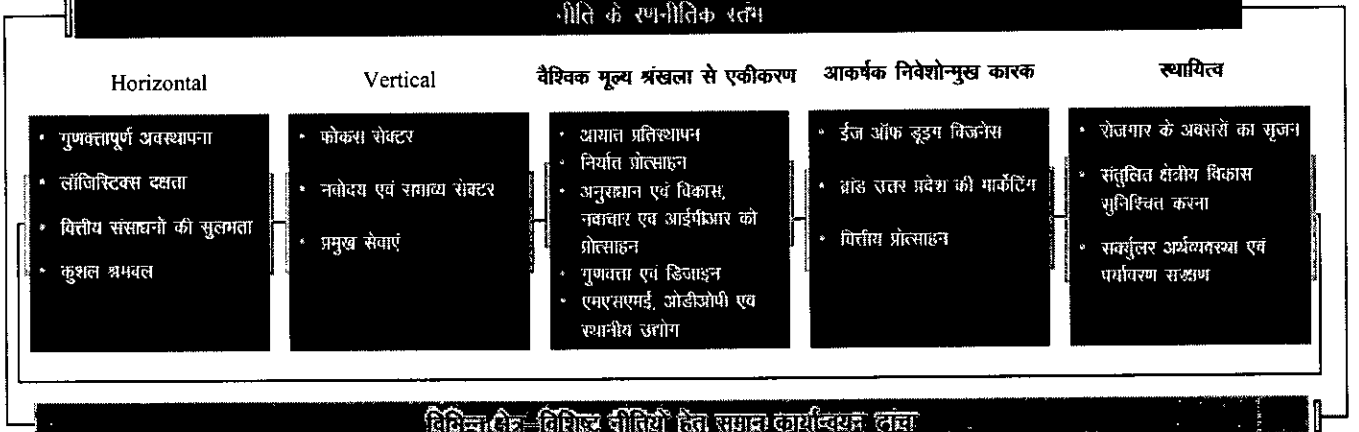 नीति के रणनीतिक स्तंभ
Horizontal
गुणवत्तापूर्ण अवस्थापना
लॉजिस्टिक्स दक्षता
वित्तीय संसाधनों की सुलभता
कुशल श्रमबल
Vertical
फोकस सेक्टर
नवोदय एवं संभाव्य सेक्टर
प्रमुख सेवाएं
वैश्विक मूल्य श्रंखला से एकीकरण
आयात प्रतिस्थापन
निर्यात प्रोत्साहन
अनुसंधान एवं विकास,
नवाचार एवं आईपीआर को
प्रोत्साहन
गुणवत्ता एवं डिजाइन
एमएसएमई, ओडीओपी एवं
स्थानीय उद्योग
आकर्षक निवेशोन्मुख कारक
ईज ऑफ डूइंग बिजनेस
ब्रांड उत्तर प्रदेश की मार्केटिंग
वित्तीय प्रोत्साहन
स्थायित्व
रोजगार के अवसरों का सृजन
संतुलित क्षेत्रीय विकास
सुनिश्चित करना
सर्क्युलर अर्थव्यवस्था एवं
पर्यावरण संरक्षण
विभिन्न क्षेत्र-विशिष्ट नीतियों हेतु समान कार्यान्वयन ढांचा